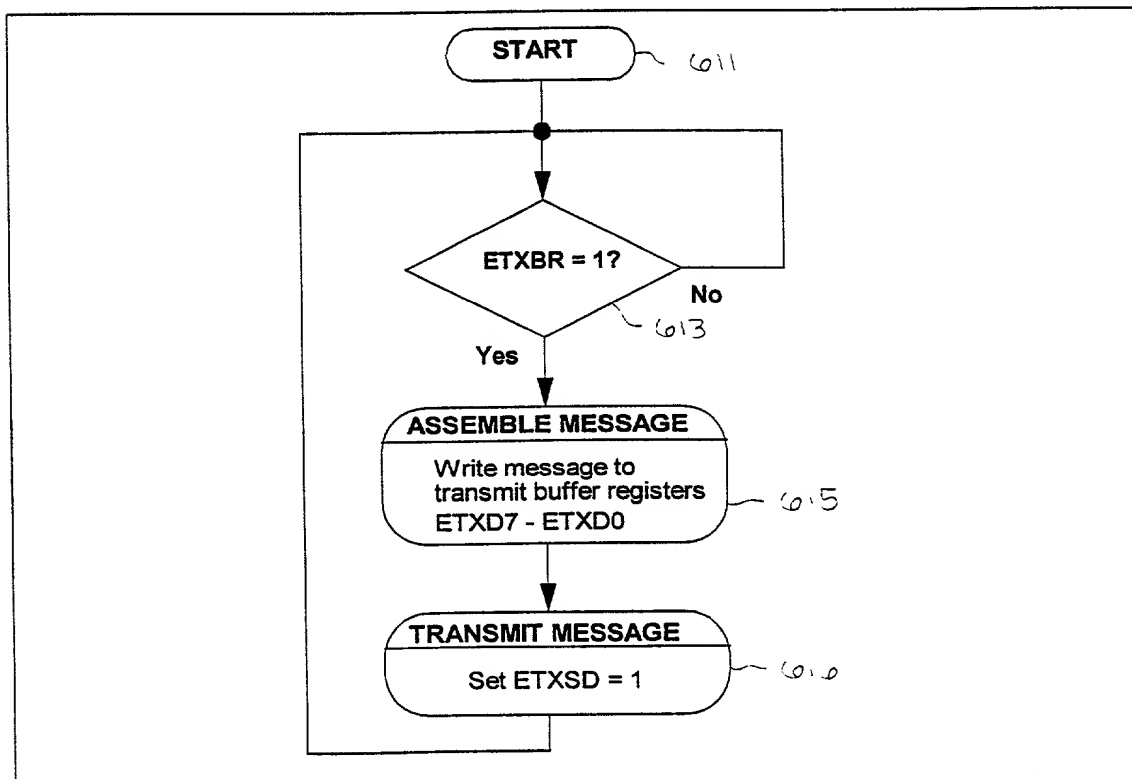 START
611
ETXBR = 1?
No
613
Yes
ASSEMBLE MESSAGE
Write message to
transmit buffer registers
ETXD7 - ETXD0
615
TRANSMIT MESSAGE
Set ETXSD = 1